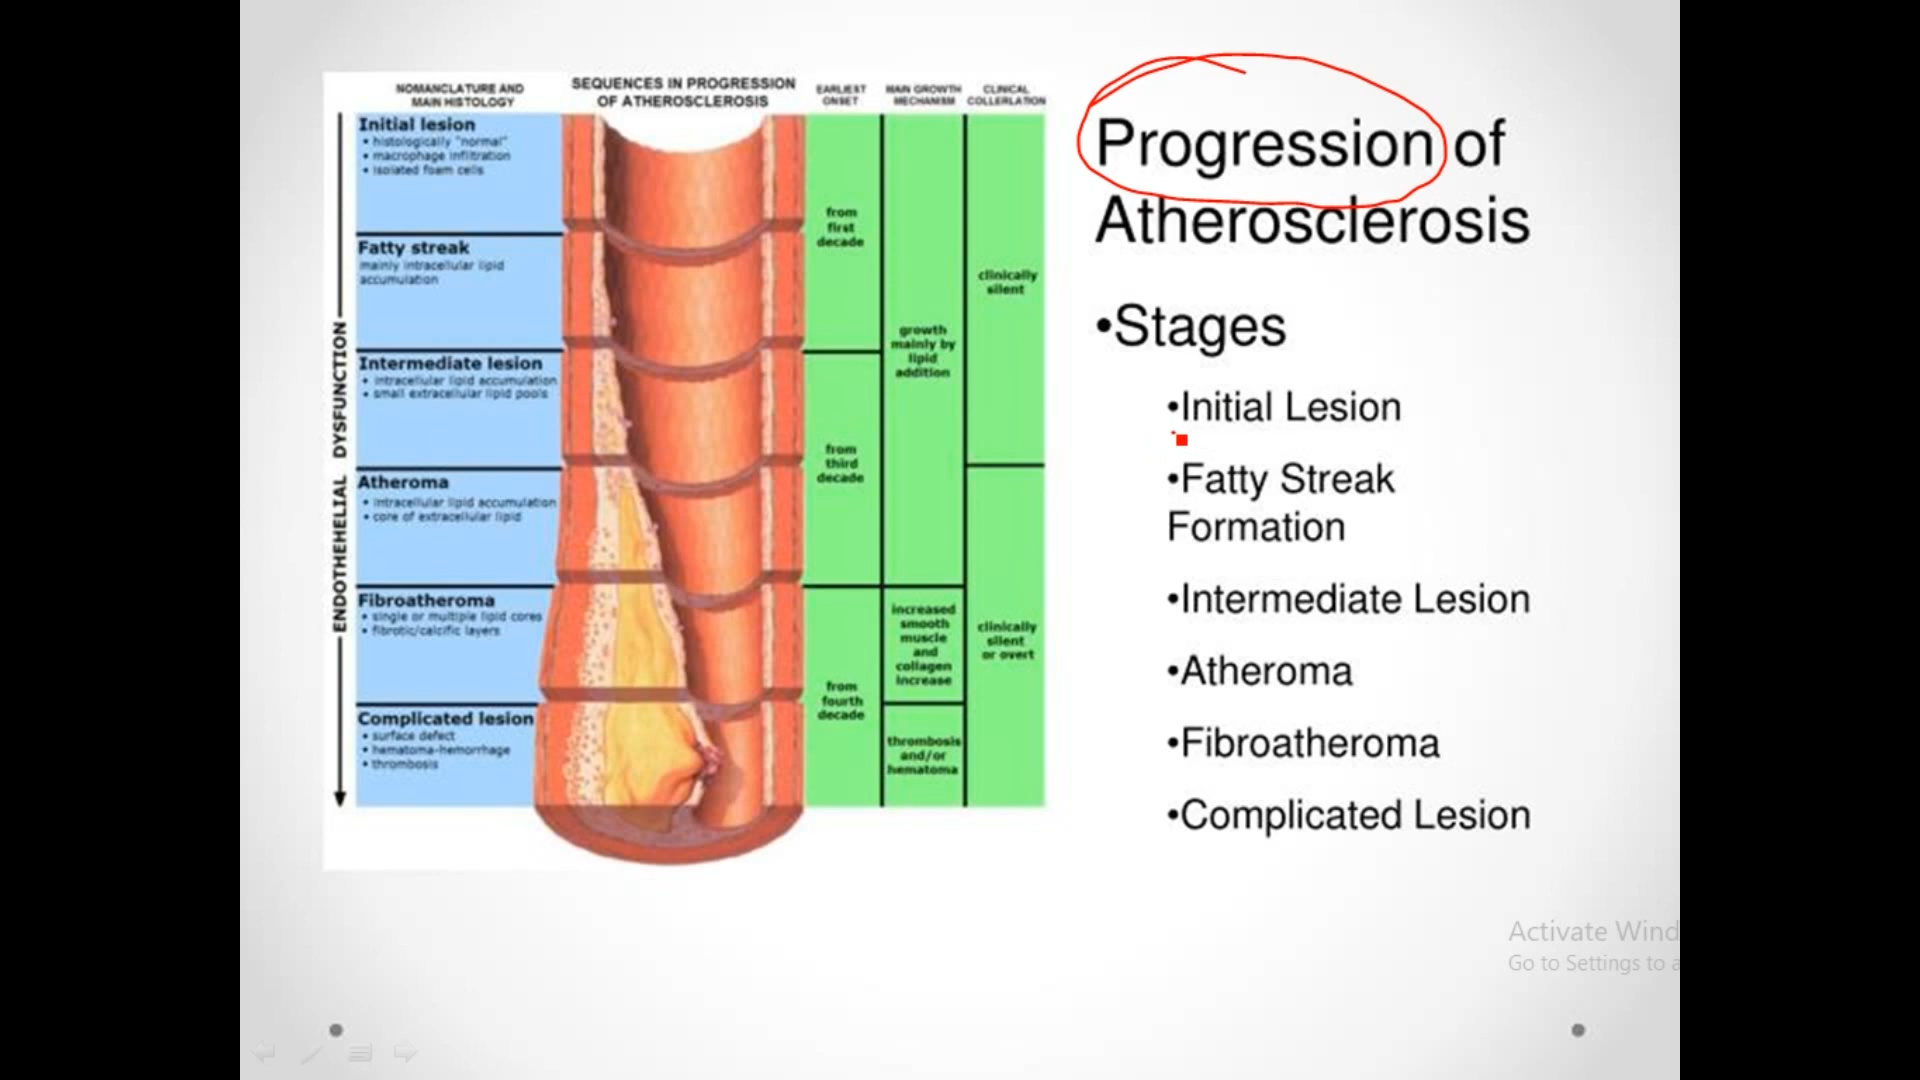 NOMANCLATURE AND
MAIN HISTOLOGY
SEQUENCES IN PROGRESSION
OF ATHEROSCLEROSIS
EARLIEST
ONSET
MAIN GROWTH
MECHANISM
CLINICAL
COLLERLATION
ENDOTHEHELIAL DYSFUNCTION
Initial lesion
• histologically "normal"
• macrophage infiltration
• isolated foam cells
Fatty streak
mainly intracellular lipid
accumulation
Intermediate lesion
• intracellular lipid accumulation
• small extracellular lipid pools
Atheroma
• intracellular lipid accumulation
• core of extracellular lipid
Fibroatheroma
• single or multiple lipid cores
• fibrotic/calcific layers
Complicated lesion
• surface defect
• hematoma-hemorrhage
• thrombosis
from
first
decade
from
third
decade
from
fourth
decade
growth
mainly by
lipid
addition
increased
smooth
muscle
and
collagen
increase
thrombosis
and/or
hematoma
clinically
silent
clinically
silent
or overt
Progression of
Atherosclerosis
•Stages
•Initial Lesion
•Fatty Streak
Formation
•Intermediate Lesion
•Atheroma
•Fibroatheroma
•Complicated Lesion
Activate Wind
Go to Settings to a